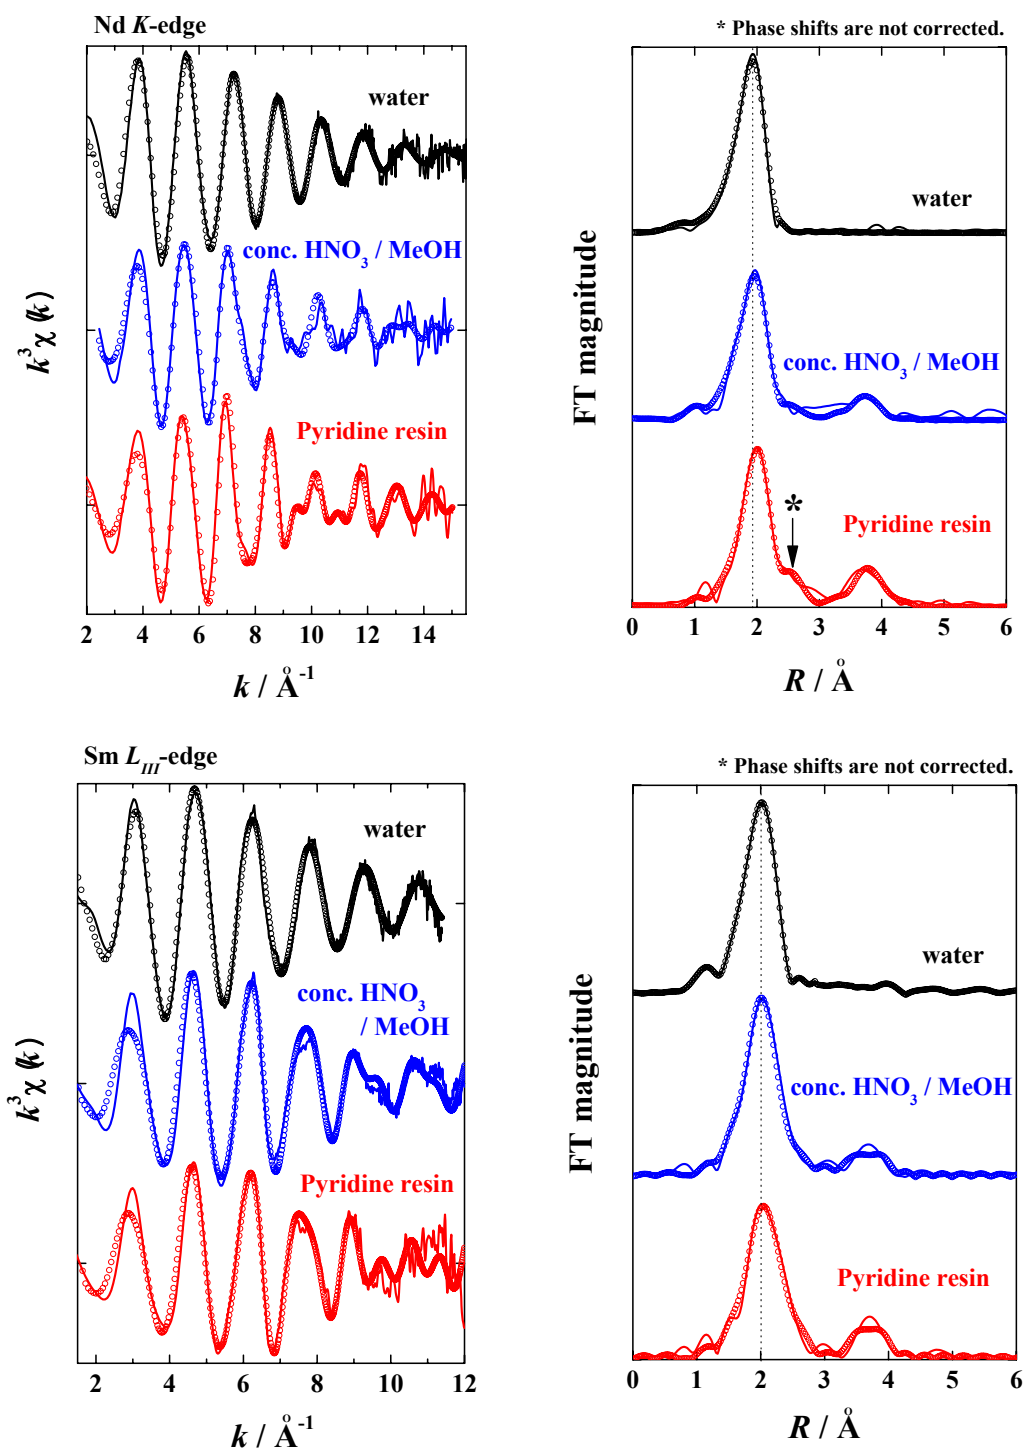 Nd K-edge
* Phase shifts are not corrected.
water
conc. HNO₃ / MeOH
Pyridine resin
k³χ (k)
2 4 6 8 10 12 14
k / Å⁻¹
water
conc. HNO₃ / MeOH
*
Pyridine resin
FT magnitude
0 1 2 3 4 5 6
R / Å
Sm L_III-edge
* Phase shifts are not corrected.
water
conc. HNO₃
/ MeOH
Pyridine resin
k³χ (k)
2 4 6 8 10 12
k / Å⁻¹
water
conc. HNO₃ / MeOH
Pyridine resin
FT magnitude
0 1 2 3 4 5 6
R / Å